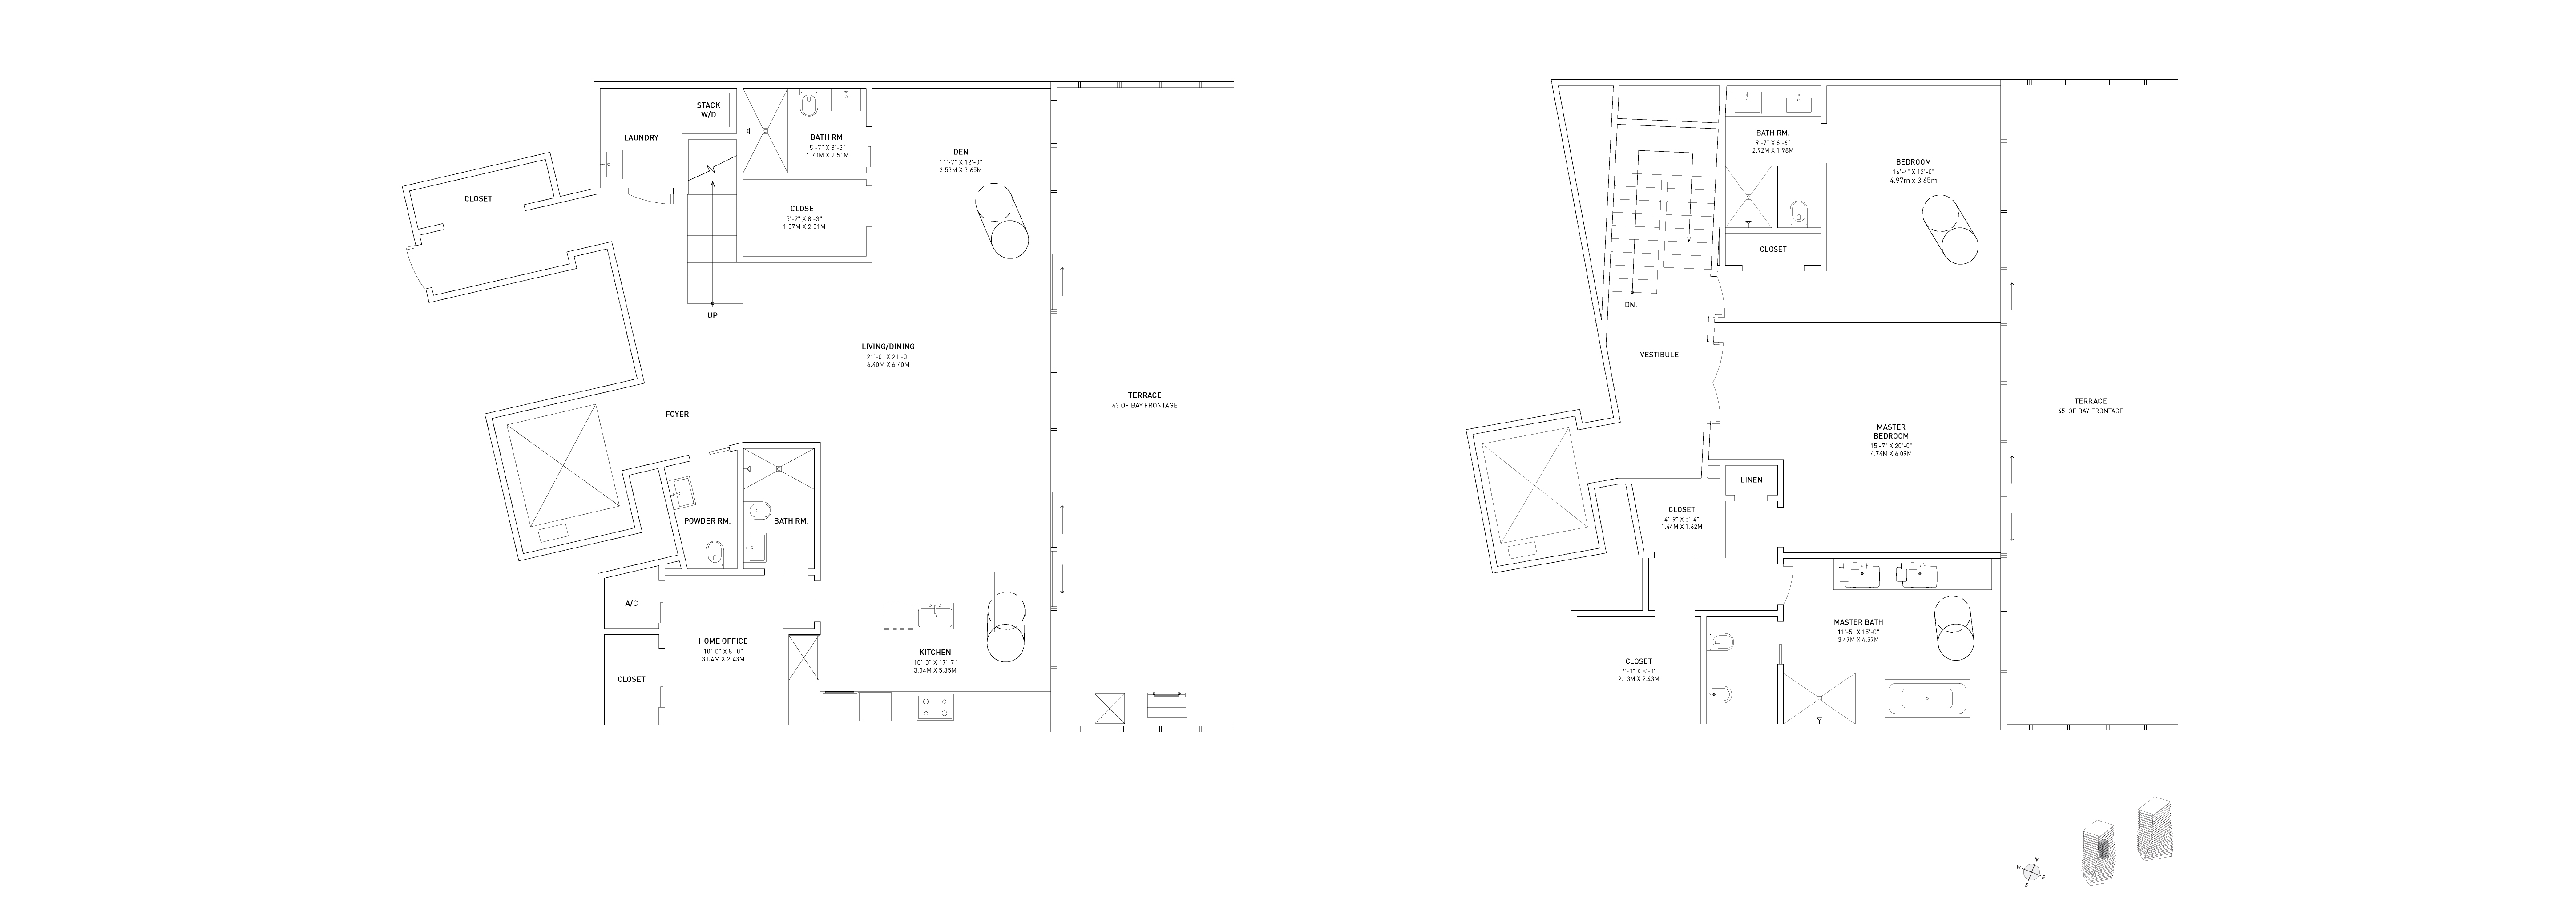 STACK
W/D
LAUNDRY
BATH RM.
5'-7" X 8'-3"
1.70M X 2.51M
DEN
11'-7" X 12'-0"
3.53M X 3.65M
CLOSET
CLOSET
5'-2" X 8'-3"
1.57M X 2.51M
UP
LIVING/DINING
21'-0" X 21'-0"
6.40M X 6.40M
FOYER
TERRACE
43'OF BAY FRONTAGE
POWDER RM.
BATH RM.
A/C
HOME OFFICE
10'-0" X 8'-0"
3.04M X 2.43M
KITCHEN
10'-0" X 17'-7"
3.04M X 5.35M
CLOSET
BATH RM.
9'-7" X 6'-6"
2.92M X 1.98M
BEDROOM
16'-4" X 12'-0"
4.97m x 3.65m
CLOSET
DN.
VESTIBULE
TERRACE
45' OF BAY FRONTAGE
MASTER
BEDROOM
15'-7" X 20'-0"
4.74M X 6.09M
LINEN
CLOSET
4'-9" X 5'-4"
1.44M X 1.62M
MASTER BATH
11'-5" X 15'-0"
3.47M X 4.57M
CLOSET
7'-0" X 8'-0"
2.13M X 2.43M
N
W
E
S